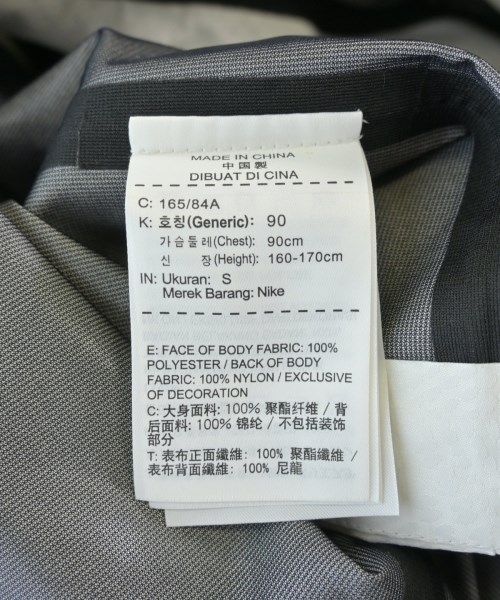 MADE IN CHINA
中国製
DIBUAT DI CINA
C: 165/84A
K: 호칭(Generic): 90
가슴둘레(Chest): 90cm
신 장(Height): 160-170cm
IN: Ukuran: S
Merek Barang: Nike
E: FACE OF BODY FABRIC: 100%
POLYESTER / BACK OF BODY
FABRIC: 100% NYLON / EXCLUSIVE
OF DECORATION
C: 大身面料: 100% 聚酯纤维 / 背
后面料: 100% 锦纶 / 不包括装饰
部分
T: 表布正面纖維: 100% 聚酯纖維 /
表布背面纖維: 100% 尼龍